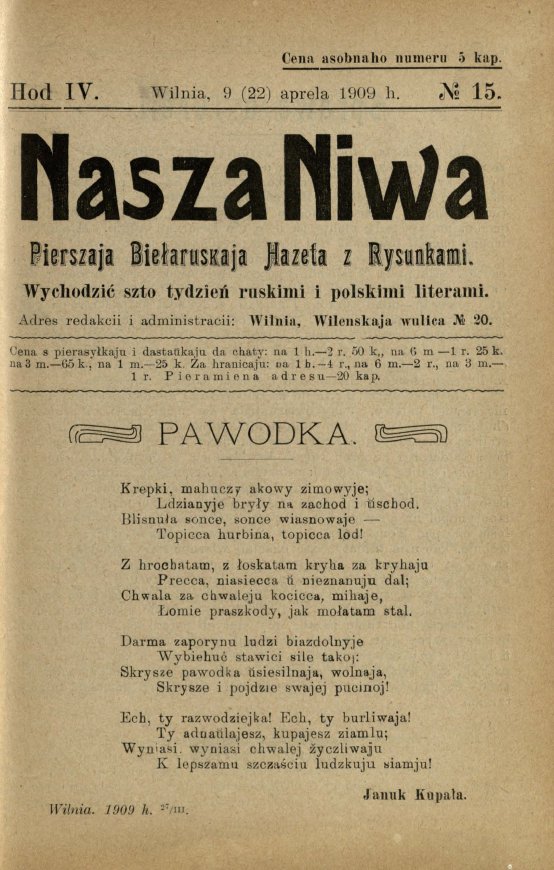 Cena asobnaho numeru 5 kap.
Hod IV. Wilnia, 9 (22) aprela 1909 h. № 15.
Nasza Niwa
Pierszaja Biełaruskaja Hazeta z Rysunkami.
Wychodzić szto tydzień ruskimi i polskimi literami.
Adres redakcii i administracii: Wilnia, Wilenskaja wulica № 20.
Cena s pierasyłkaju i dastaŭkaju da chaty: na 1 h.—2 r. 50 k,, na 6 m—1 r. 25 k.
na 3 m.—65 k., na 1 m.—25 k. Za hranicaju: na 1 h.—4 r., na 6 m.—2 r., na 3 m.—
1 r. Pieramiena adresu—20 kap.
PAWODKA.
Krepki, mahuczy akowy zimowyje;
Ldzianyje bryły na zachod i ŭschod.
Blisnuła sonce, sonce wiasnowaje —
Topicca hurbina, topicca lod!
Z hrochatam, z łoskatam kryha za kryhaju
Precca, niasiecca ŭ nieznanuju dal;
Chwala za chwaleju kocicca, mihaje,
Łomie praszkody, jak mołatam stal.
Darma zaporynu ludzi biazdolnyje
Wybiehuć stawici sile takoj:
Skrysze pawodka ŭsiesilnaja, wolnaja,
Skrysze i pojdzie swajej pucinoj!
Ech, ty razwodziejka! Ech, ty burliwaja!
Ty adnaŭlajesz, kupajesz ziamlu;
Wyniasi. wyniasi chwalej życzliwaju
K lepszamu szczaściu ludzkuju siamju!
Januk Kupała.
Wilnia. 1909 h. 27/III.